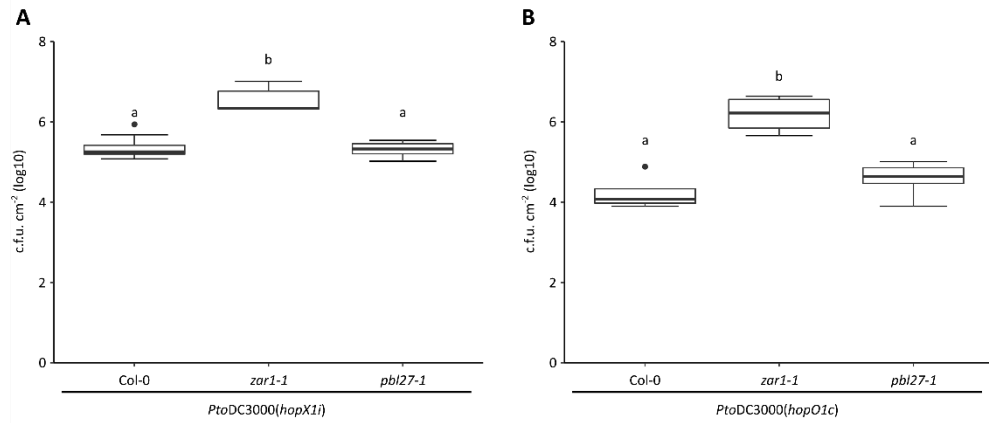 A
c.f.u. cm⁻² (log10)
8
6
4
2
0
a
b
a
Col-0
zar1-1
pbl27-1
PtoDC3000(hopX1i)
B
c.f.u. cm⁻² (log10)
8
6
4
2
0
a
b
a
Col-0
zar1-1
pbl27-1
PtoDC3000(hopO1c)